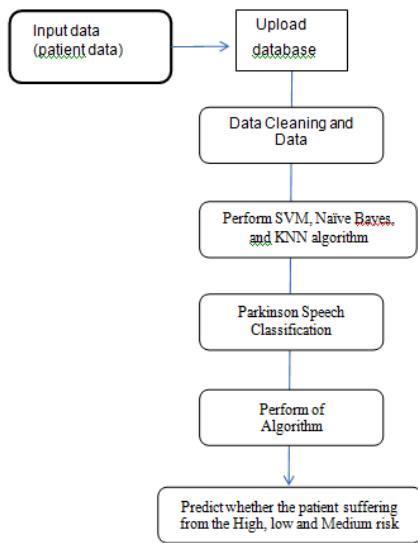 Input data
(patient data)
Upload
database
Data Cleaning and
Data
Perform SVM, Naïve Bayes,
and KNN algorithm
Parkinson Speech
Classification
Perform of
Algorithm
Predict whether the patient suffering
from the High, low and Medium risk